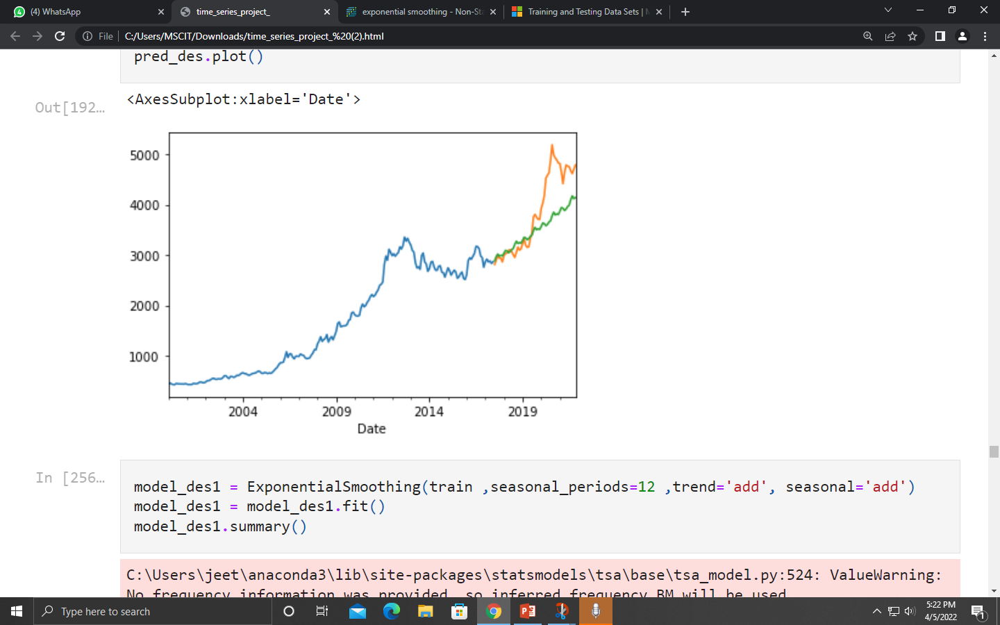 (4) WhatsApp
time_series_project_
exponential smoothing - Non-Sta
Training and Testing Data Sets |
File
C:/Users/MSCIT/Downloads/time_series_project_%20(2).html
pred_des.plot()
Out[192...
<AxesSubplot:xlabel='Date'>
5000
4000
3000
2000
1000
2004 2009 2014 2019
Date
In [256...
model_des1 = ExponentialSmoothing(train ,seasonal_periods=12 ,trend='add', seasonal='add')
model_des1 = model_des1.fit()
model_des1.summary()
C:\Users\jeet\anaconda3\lib\site-packages\statsmodels\tsa\base\tsa_model.py:524: ValueWarning:
No frequency information was provided, so inferred frequency BM will be used.
Type here to search
5:22 PM
4/5/2022
1